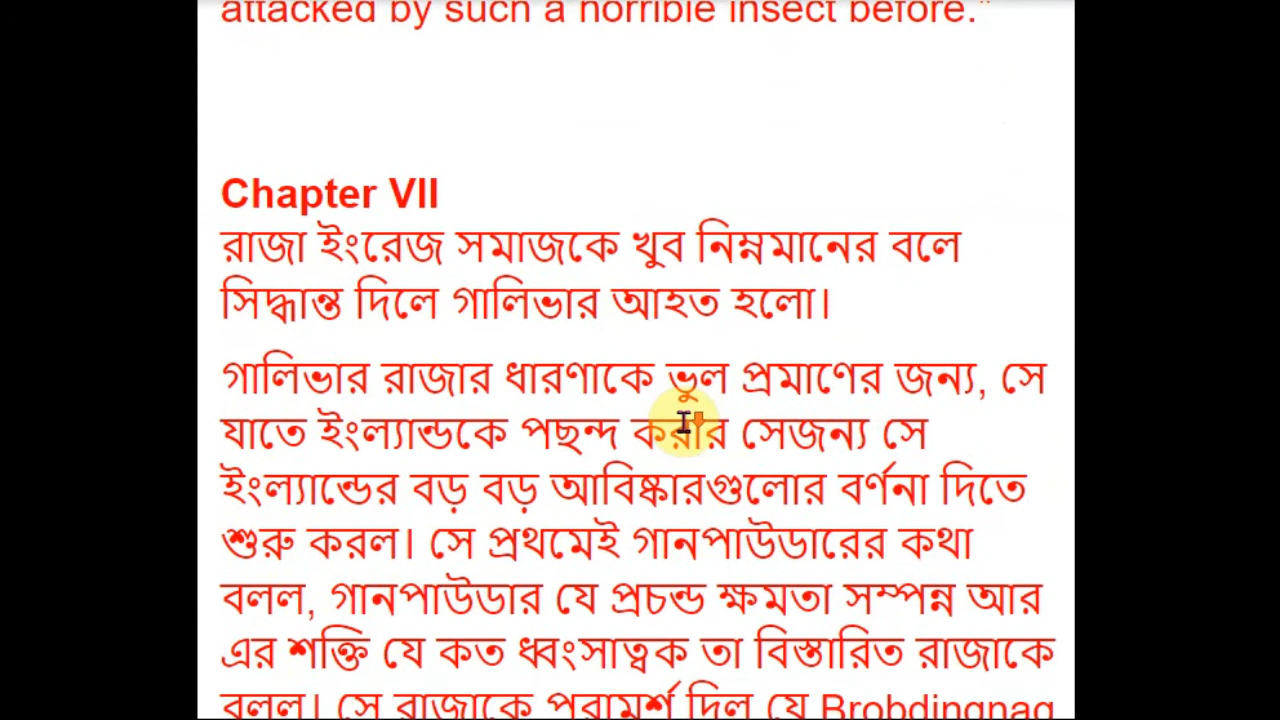 attacked by such a horrible insect before."
Chapter VII
রাজা ইংরেজ সমাজকে খুব নিম্নমানের বলে
সিদ্ধান্ত দিলে গালিভার আহত হলো।
গালিভার রাজার ধারণাকে ভুল প্রমাণের জন্য, সে
যাতে ইংল্যান্ডকে পছন্দ করার সেজন্য সে
ইংল্যান্ডের বড় বড় আবিষ্কারগুলোর বর্ণনা দিতে
শুরু করল। সে প্রথমেই গানপাউডারের কথা
বলল, গানপাউডার যে প্রচন্ড ক্ষমতা সম্পন্ন আর
এর শক্তি যে কত ধ্বংসাত্বক তা বিস্তারিত রাজাকে
বলল। সে রাজাকে পরামর্শ দিল যে Brobdingnag